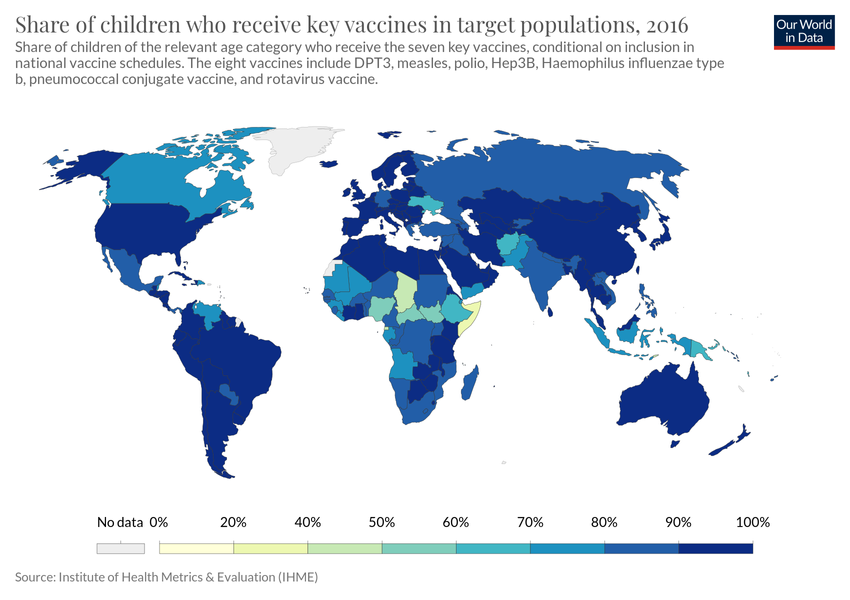 Share of children who receive key vaccines in target populations, 2016
Our World
in Data
Share of children of the relevant age category who receive the seven key vaccines, conditional on inclusion in
national vaccine schedules. The eight vaccines include DPT3, measles, polio, Hep3B, Haemophilus influenzae type
b, pneumococcal conjugate vaccine, and rotavirus vaccine.
No data 0% 20% 40% 50% 60% 70% 80% 90% 100%
Source: Institute of Health Metrics & Evaluation (IHME)